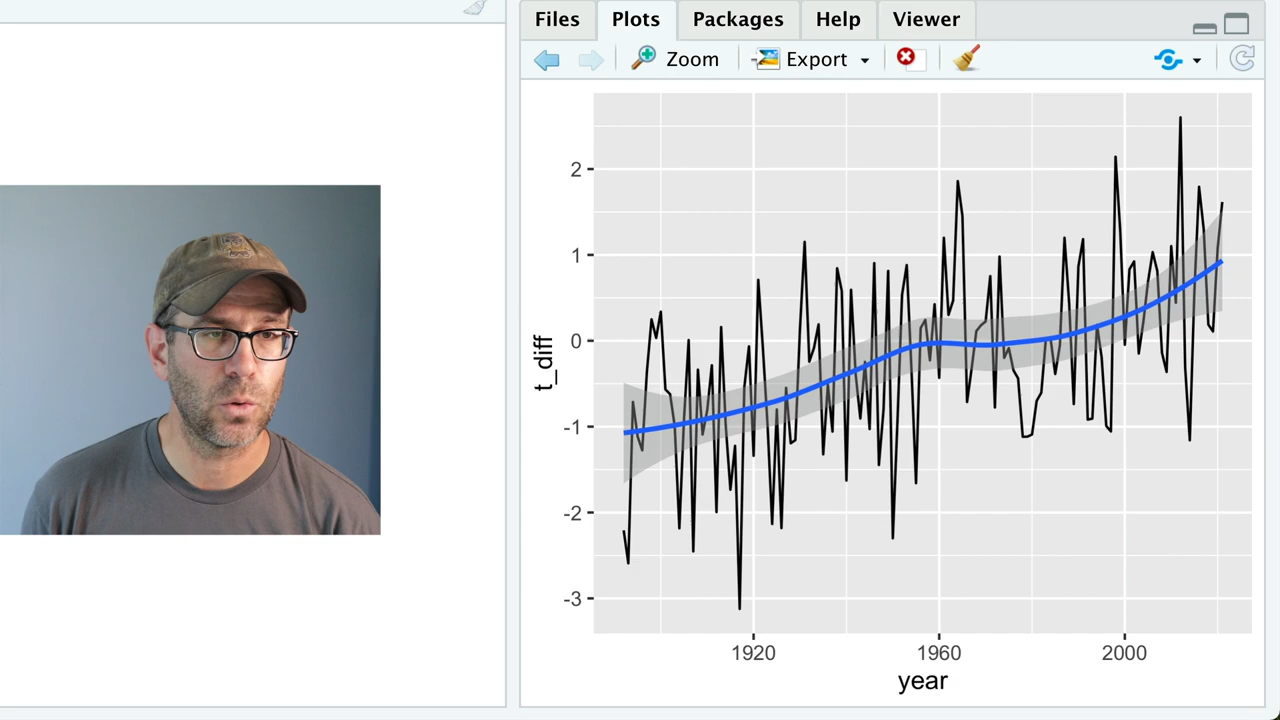 Files Plots Packages Help Viewer
Zoom Export
2
1
0
-1
-2
-3
t_diff
1920 1960 2000
year